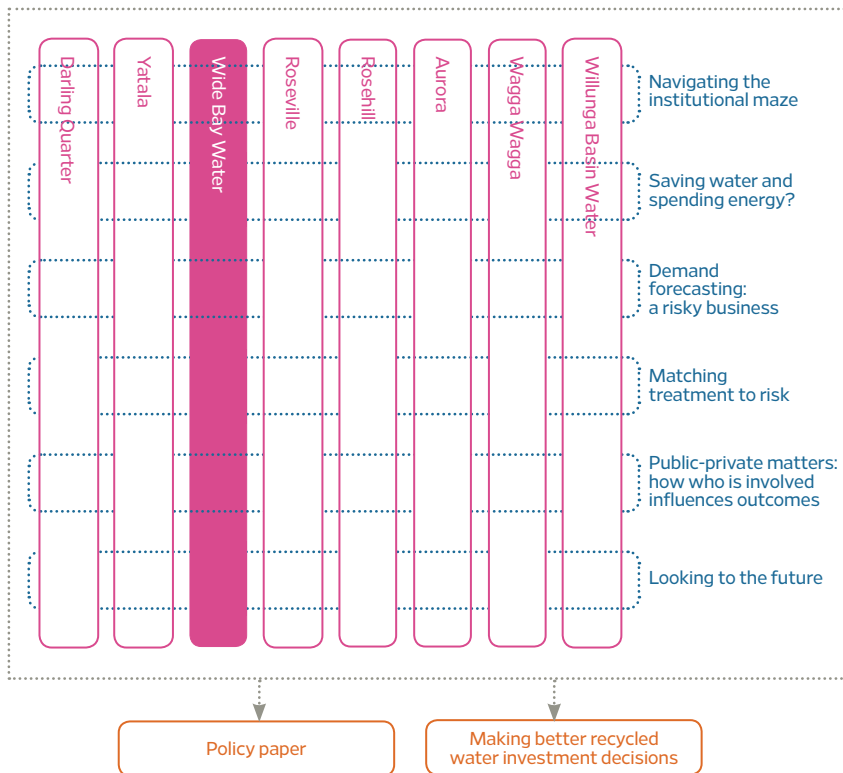 Darling Quarter
Yatala
Wide Bay Water
Roseville
Rosehill
Aurora
Wagga Wagga
Willunga Basin Water
Navigating the
institutional maze
Saving water and
spending energy?
Demand
forecasting:
a risky business
Matching
treatment to risk
Public-private matters:
how who is involved
influences outcomes
Looking to the future
Policy paper
Making better recycled
water investment decisions